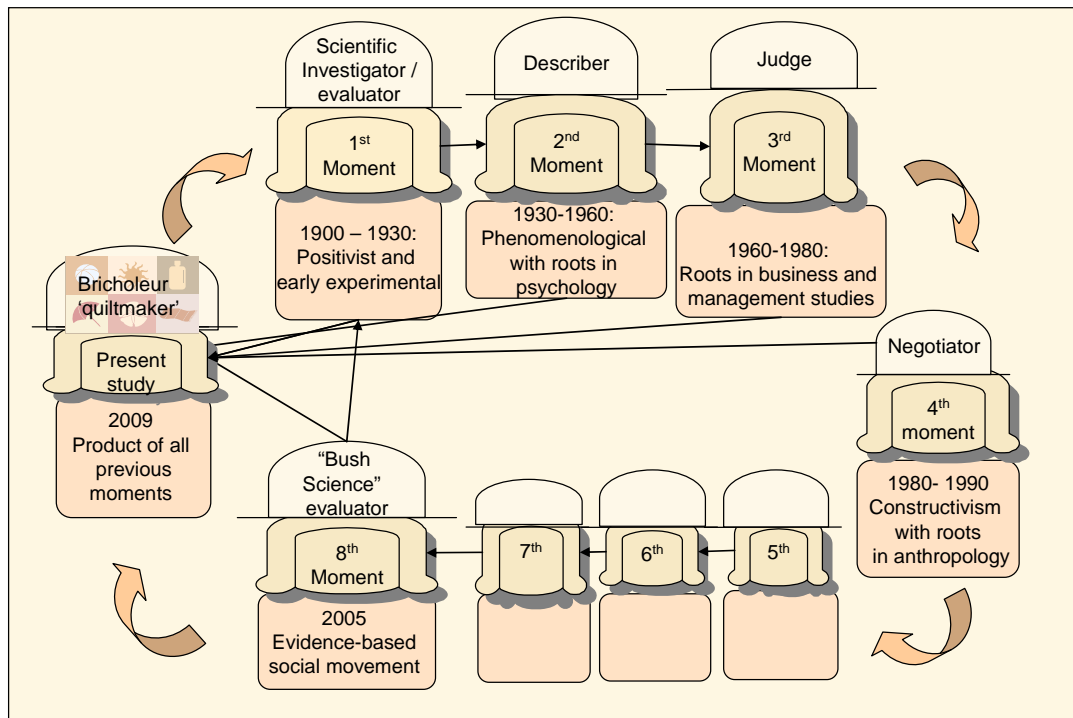 Scientific
Investigator /
evaluator
Describer
Judge
1st
Moment
2nd
Moment
3rd
Moment
1900 – 1930:
Positivist and
early experimental
1930-1960:
Phenomenological
with roots in
psychology
1960-1980:
Roots in business and
management studies
Bricholeur
‘quiltmaker’
Present
study
2009
Product of all
previous
moments
Negotiator
4th
moment
1980- 1990
Constructivism
with roots
in anthropology
“Bush
Science”
evaluator
8th
Moment
2005
Evidence-based
social movement
7th
6th
5th